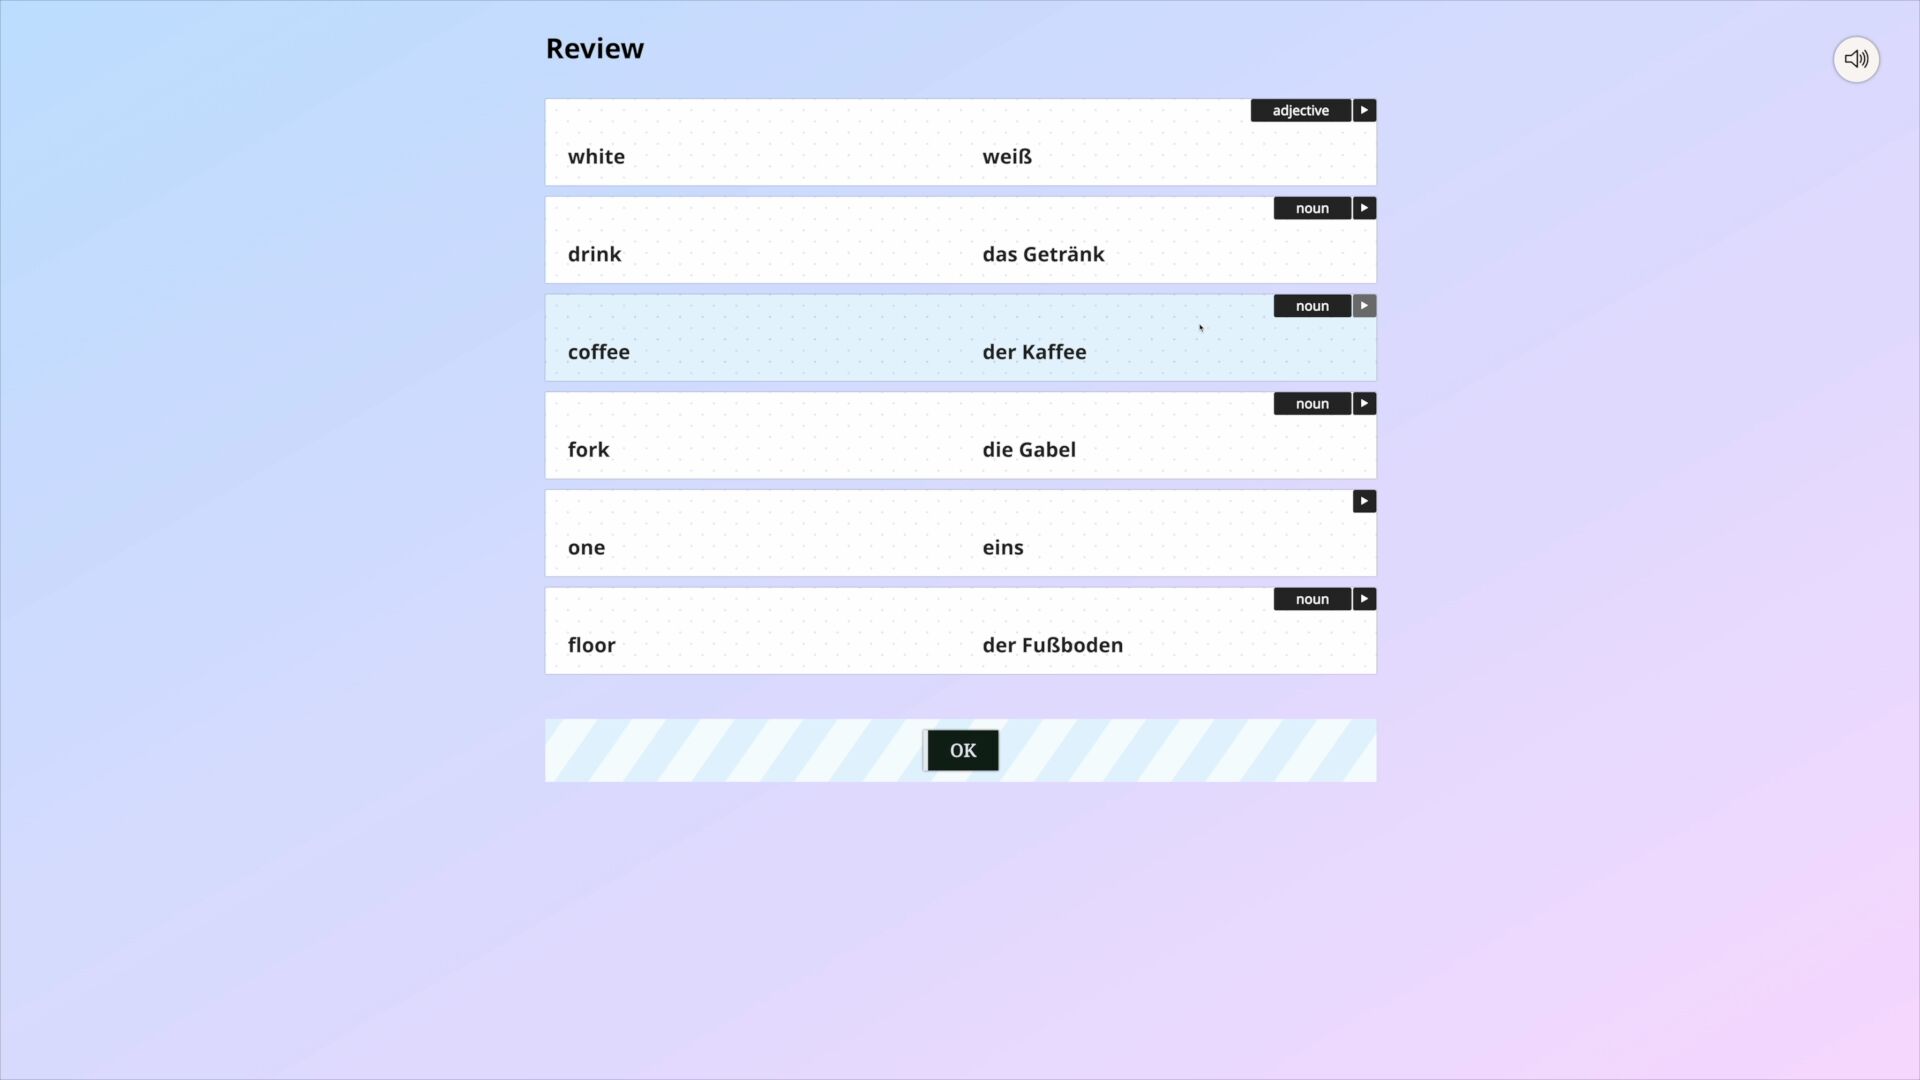 Review
adjective
white weiß
noun
drink das Getränk
noun
coffee der Kaffee
noun
fork die Gabel
one eins
noun
floor der Fußboden
OK